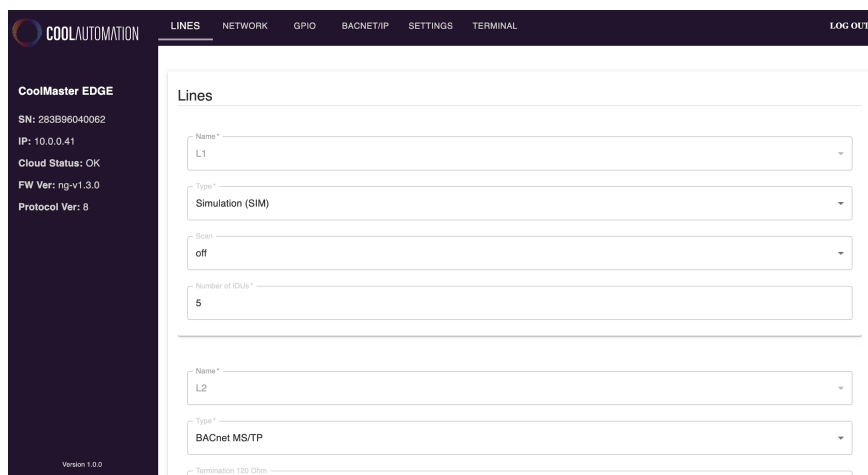 COOLAUTOMATION
LINES NETWORK GPIO BACNET/IP SETTINGS TERMINAL LOG OUT
CoolMaster EDGE
SN: 283B96040062
IP: 10.0.0.41
Cloud Status: OK
FW Ver: ng-v1.3.0
Protocol Ver: 8
Version 1.0.0
Lines
Name *
L1
Type *
Simulation (SIM)
Scan
off
Number of IDUs *
5
Name *
L2
Type *
BACnet MS/TP
Termination 120 Ohm